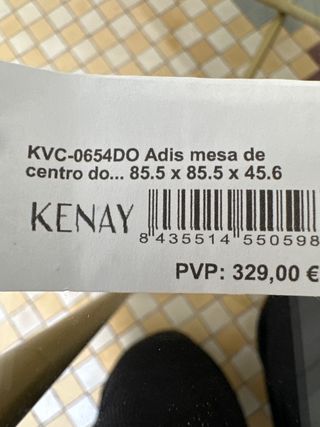 KVC-0654DO Adis mesa de
centro do... 85.5 x 85.5 x 45.6
KENAY
8 435514 550598
PVP: 329,00 €